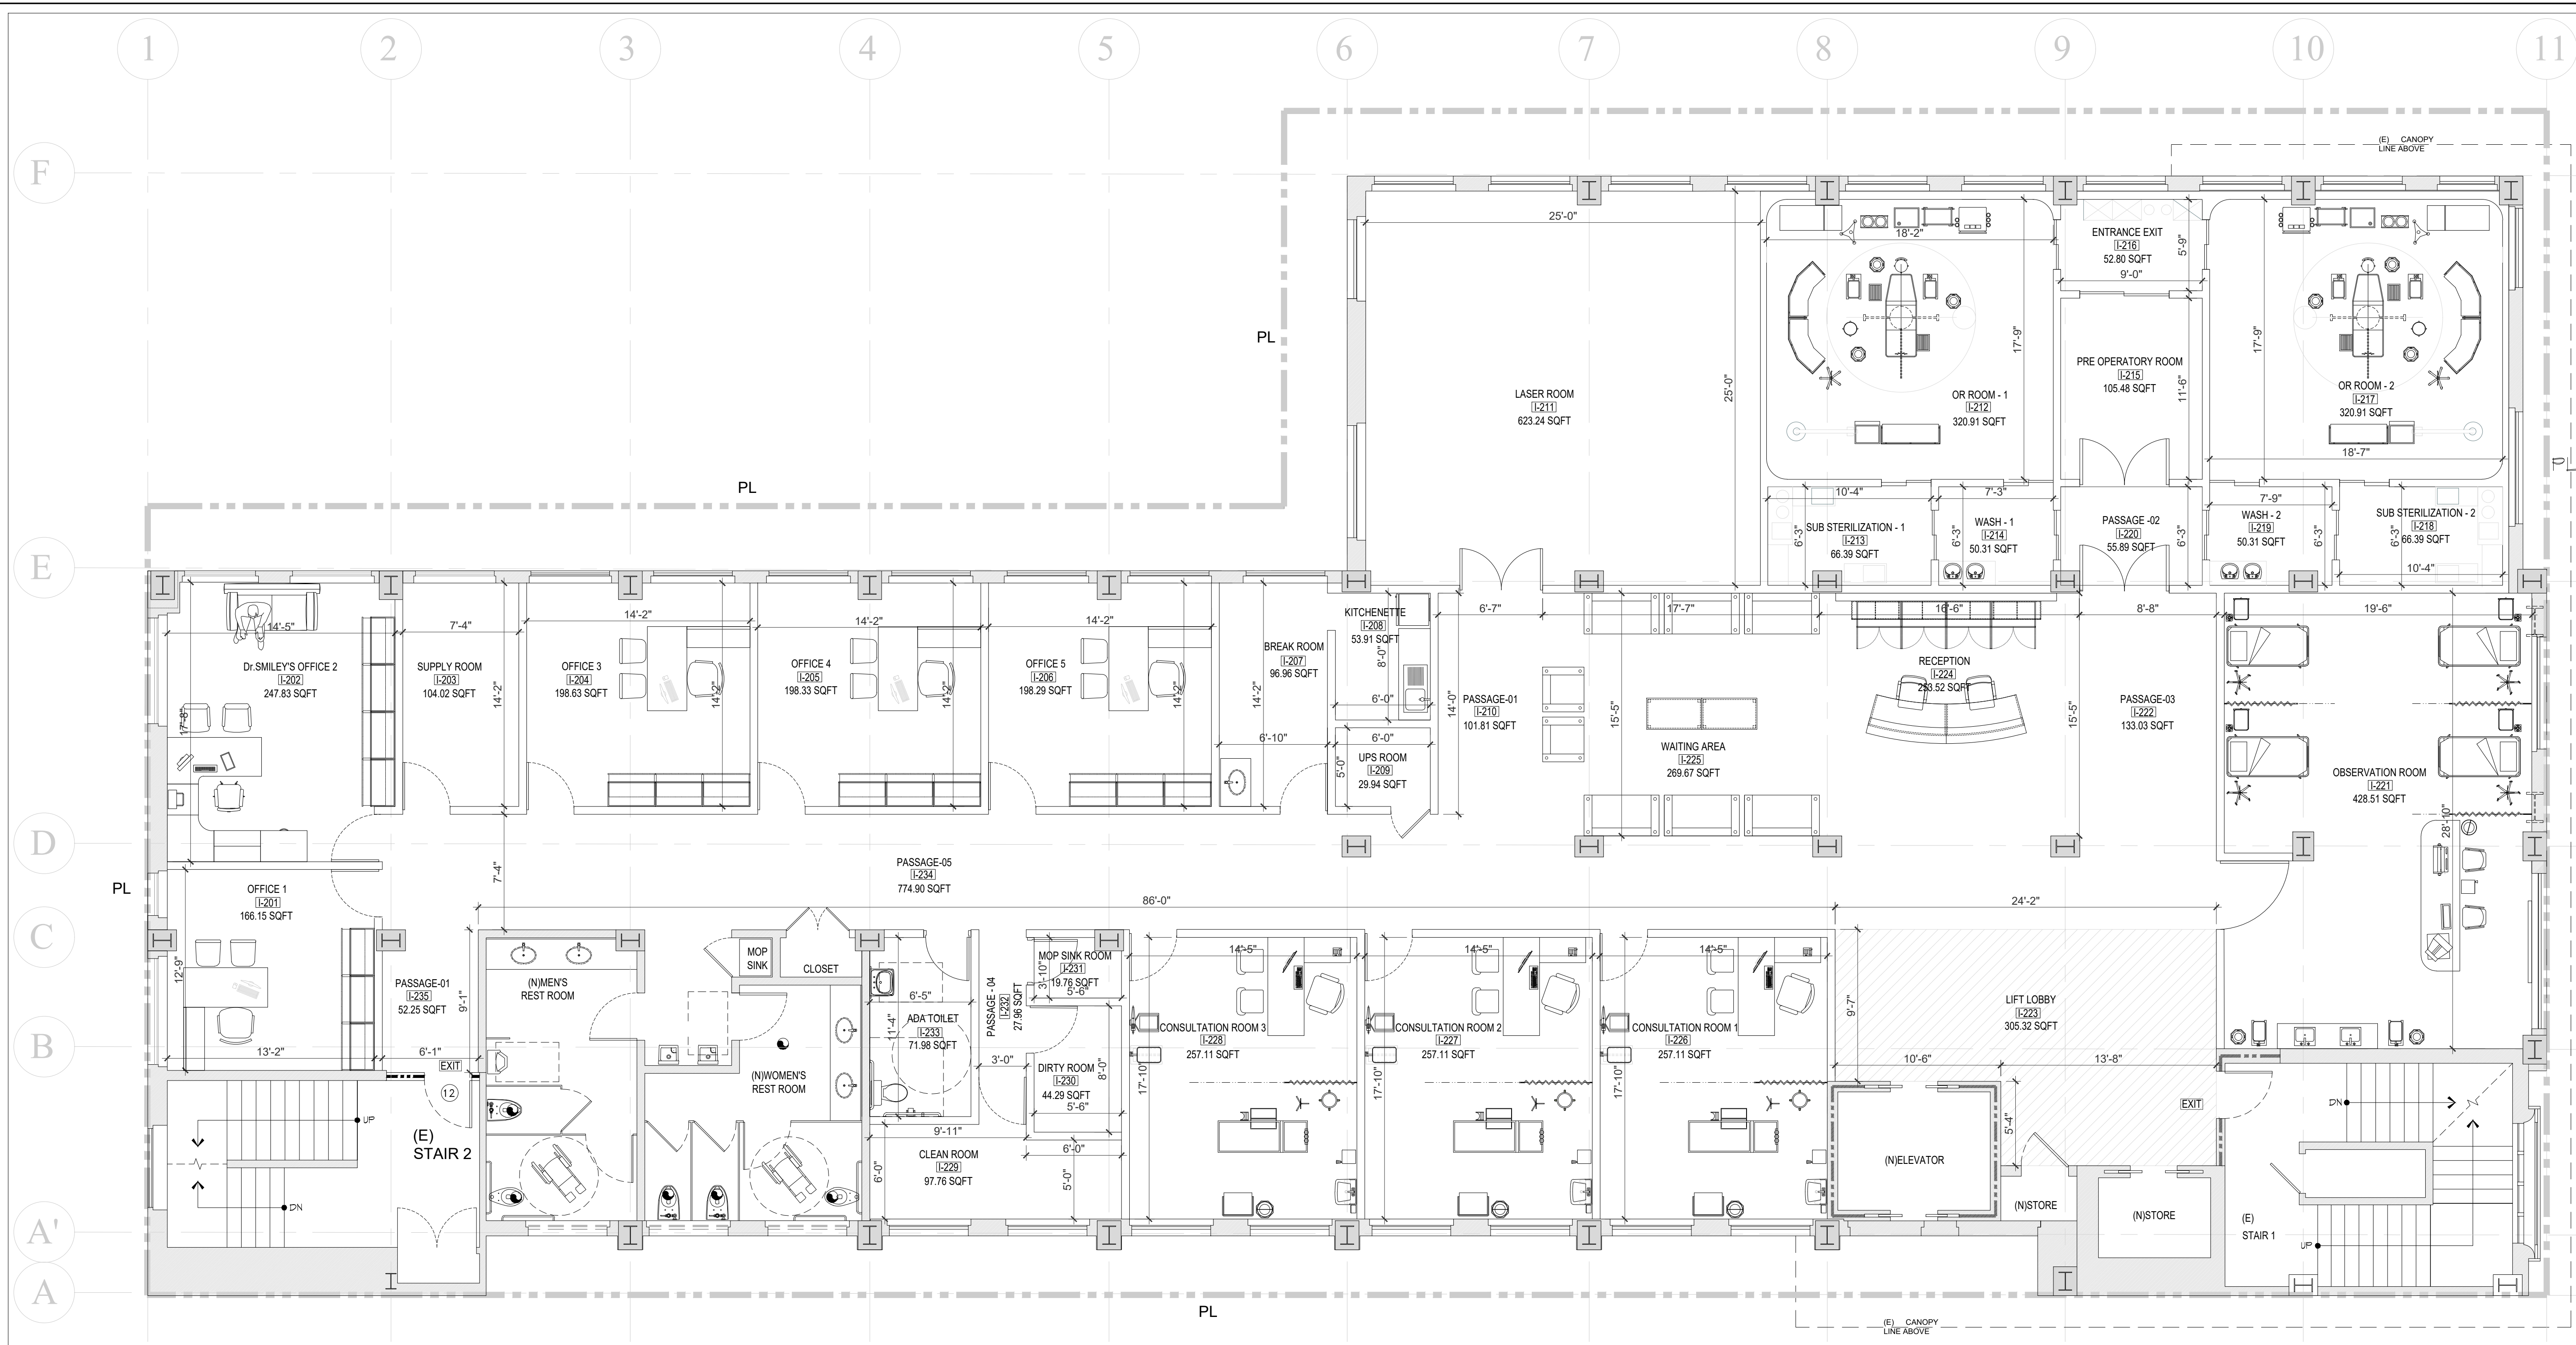 1 2 3 4 5 6 7 8 9 10 11
(E) CANOPY
LINE ABOVE
F
25'-0"
18'-2"
ENTRANCE EXIT
I-216
52.80 SQFT
5'-9"
9'-0"
PL
17'-9"
17'-9"
PRE OPERATORY ROOM
I-215
105.48 SQFT
11'-6"
LASER ROOM
I-211
623.24 SQFT
25'-0"
OR ROOM - 1
I-212
320.91 SQFT
OR ROOM - 2
I-217
320.91 SQFT
18'-7"
PL
10'-4"
7'-3"
7'-9"
SUB STERILIZATION - 1
I-213
66.39 SQFT
6'-3"
WASH - 1
I-214
50.31 SQFT
6'-3"
PASSAGE -02
I-220
55.89 SQFT
6'-3"
WASH - 2
I-219
50.31 SQFT
6'-3"
SUB STERILIZATION - 2
I-218
66.39 SQFT
6'-3"
10'-4"
E
14'-5"
7'-4"
14'-2"
14'-2"
14'-2"
KITCHENETTE
I-208
53.91 SQFT
8'-0"
6'-7"
17'-7"
16'-6"
8'-8"
19'-6"
Dr.SMILEY'S OFFICE 2
I-202
247.83 SQFT
17'-8"
SUPPLY ROOM
I-203
104.02 SQFT
14'-2"
OFFICE 3
I-204
198.63 SQFT
14'-2"
OFFICE 4
I-205
198.33 SQFT
14'-2"
OFFICE 5
I-206
198.29 SQFT
14'-2"
BREAK ROOM
I-207
96.96 SQFT
14'-2"
6'-0"
PASSAGE-01
I-210
101.81 SQFT
14'-0"
15'-5"
RECEPTION
I-224
253.52 SQFT
15'-5"
PASSAGE-03
I-222
133.03 SQFT
6'-10"
6'-0"
UPS ROOM
I-209
29.94 SQFT
5'-0"
WAITING AREA
I-225
269.67 SQFT
OBSERVATION ROOM
I-221
428.51 SQFT
28'-10"
D
PL
7'-4"
PASSAGE-05
I-234
774.90 SQFT
OFFICE 1
I-201
166.15 SQFT
12'-9"
86'-0"
24'-2"
C
MOP
SINK
CLOSET
MOP SINK ROOM
I-231
19.76 SQFT
3'-10"
5'-6"
14'-5"
14'-5"
14'-5"
PASSAGE-01
I-235
52.25 SQFT
9'-1"
(N)MEN'S
REST ROOM
6'-5"
PASSAGE - 04
I-232
27.96 SQFT
9'-7"
LIFT LOBBY
I-223
305.32 SQFT
ADA TOILET
I-233
71.98 SQFT
11'-4"
CONSULTATION ROOM 3
I-228
257.11 SQFT
CONSULTATION ROOM 2
I-227
257.11 SQFT
CONSULTATION ROOM 1
I-226
257.11 SQFT
B
13'-2"
6'-1"
EXIT
12
(N)WOMEN'S
REST ROOM
3'-0"
DIRTY ROOM
I-230
44.29 SQFT
8'-0"
5'-6"
17'-10"
17'-10"
17'-10"
10'-6"
13'-8"
5'-4"
EXIT
DN
UP
(E)
STAIR 2
9'-11"
6'-0"
CLEAN ROOM
I-229
97.76 SQFT
6'-0"
5'-0"
(N)ELEVATOR
DN
(N)STORE
(N)STORE
(E)
STAIR 1
UP
A'
A
PL
(E) CANOPY
LINE ABOVE